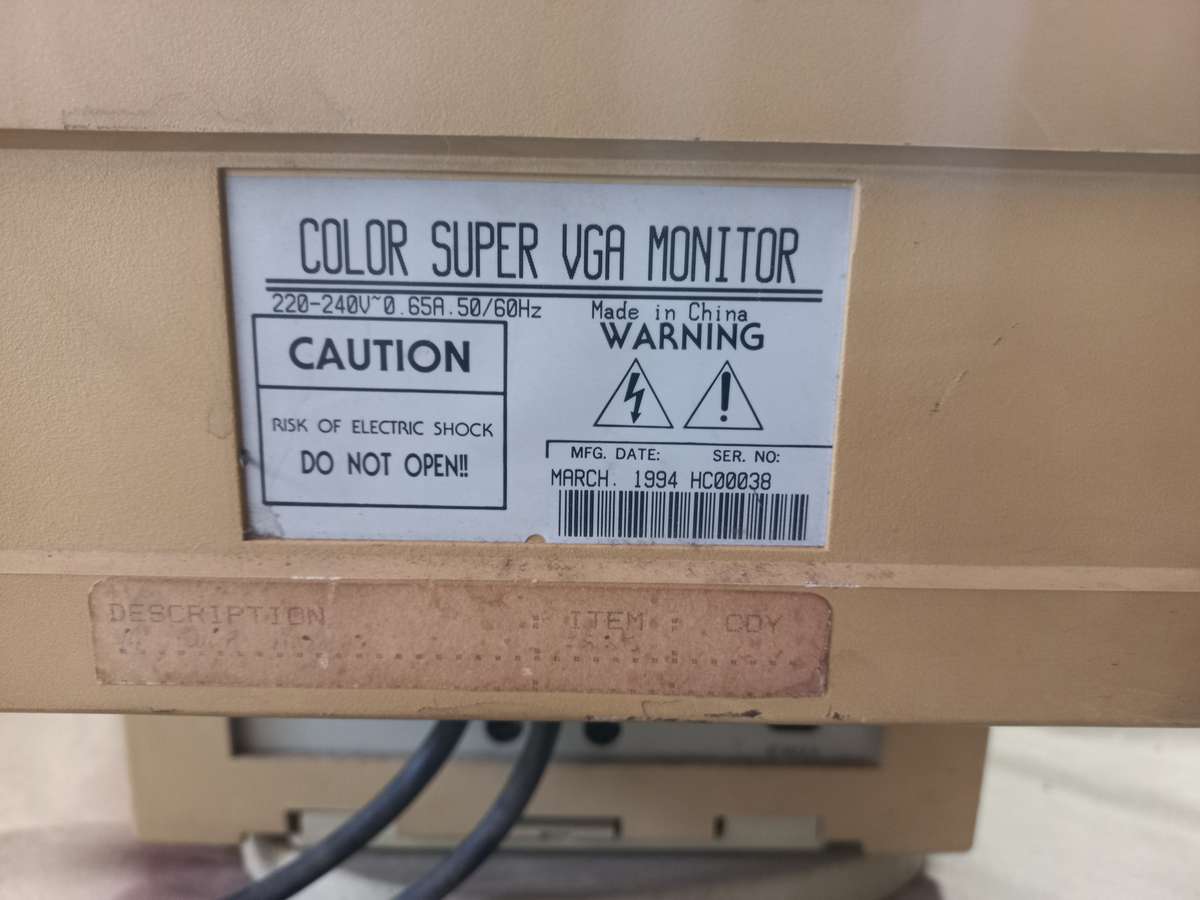 COLOR SUPER VGA MONITOR
220-240V~0.65A.50/60Hz
Made in China
CAUTION
RISK OF ELECTRIC SHOCK
DO NOT OPEN!!
WARNING
MFG. DATE: SER. NO:
MARCH. 1994 HC00038
DESCRIPTION : ITEM :